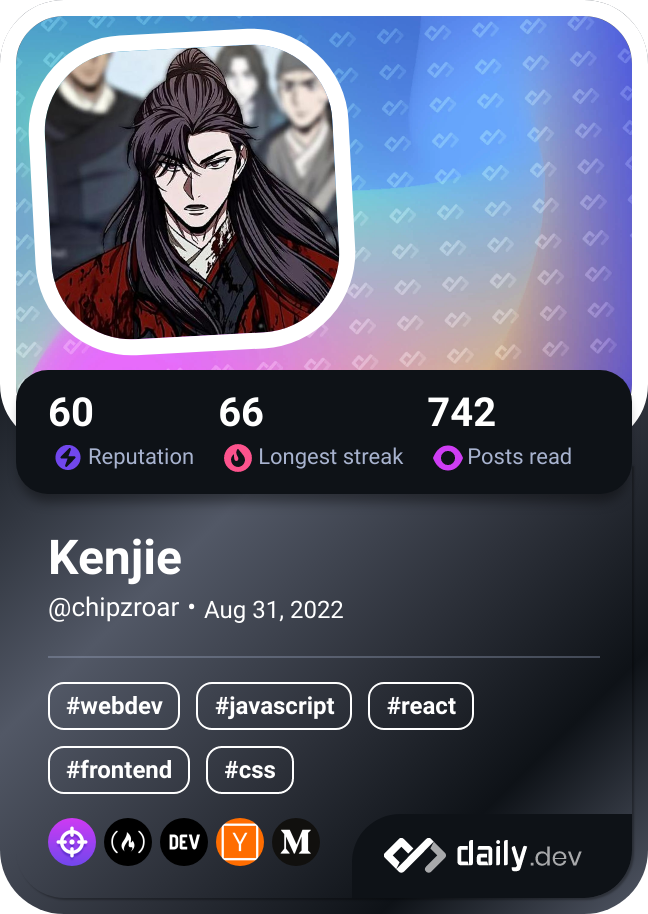 60 66 742
Reputation Longest streak Posts read
Kenjie
@chipzroar • Aug 31, 2022
#webdev #javascript #react
#frontend #css
DEV Y M daily.dev